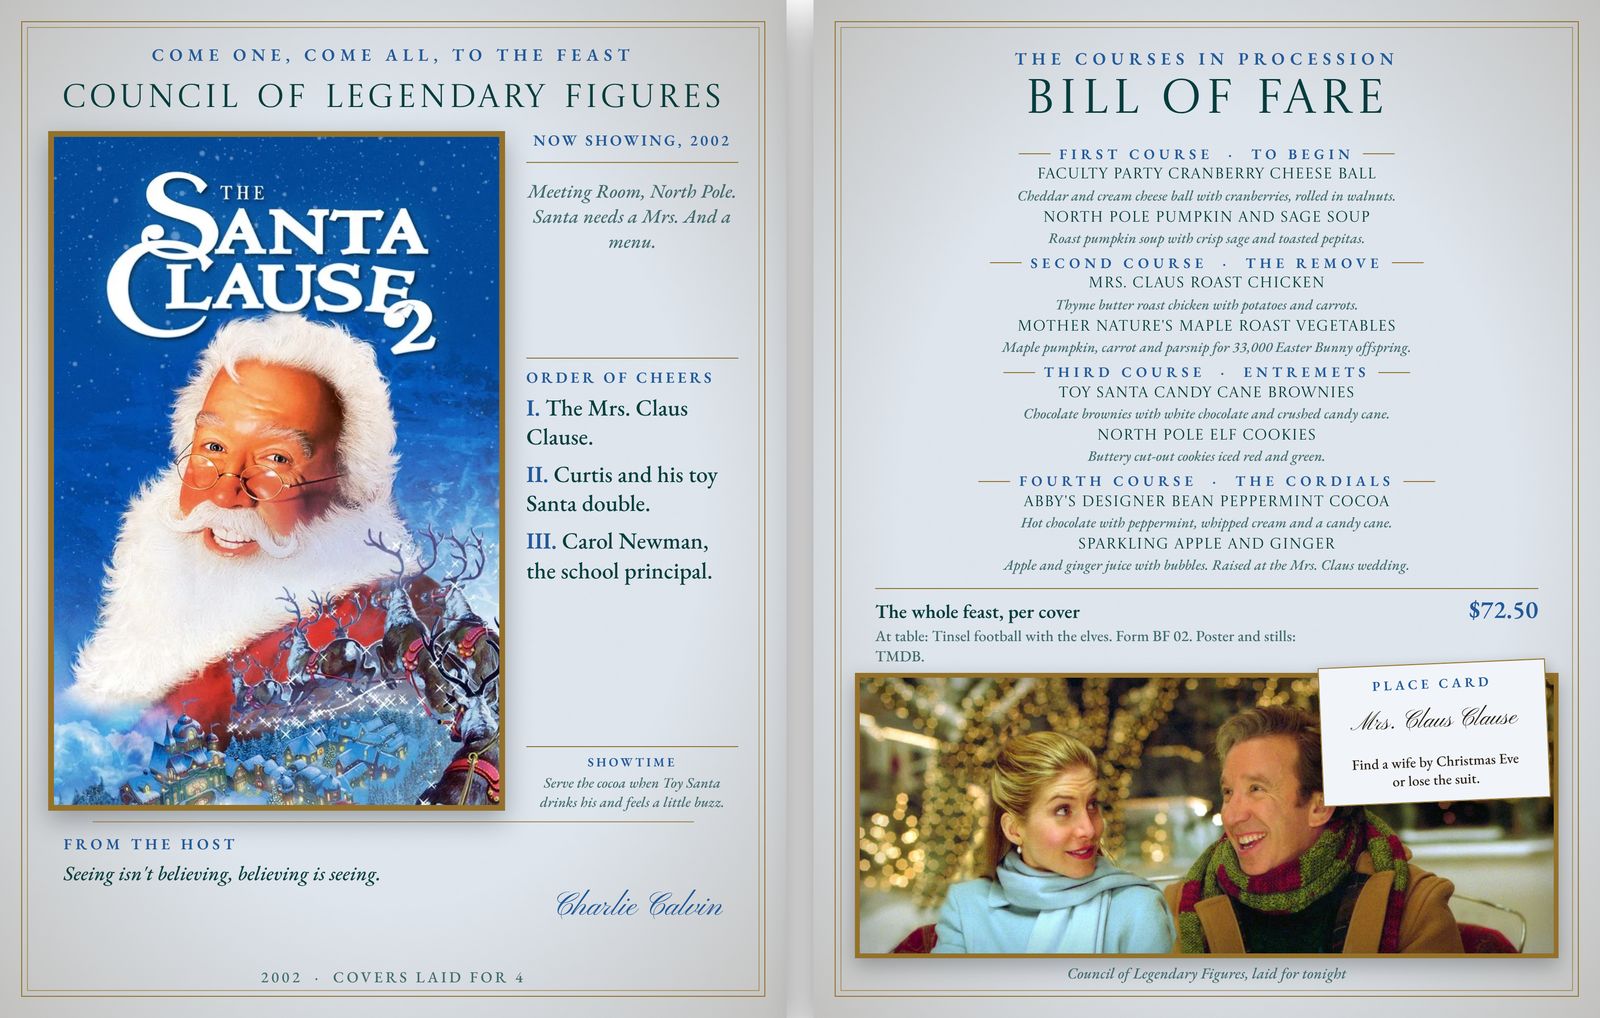 COME ONE, COME ALL, TO THE FEAST
COUNCIL OF LEGENDARY FIGURES
THE
SANTA
CLAUSE
2
NOW SHOWING, 2002
Meeting Room, North Pole.
Santa needs a Mrs. And a
menu.
ORDER OF CHEERS
I. The Mrs. Claus
Clause.
II. Curtis and his toy
Santa double.
III. Carol Newman,
the school principal.
SHOWTIME
Serve the cocoa when Toy Santa
drinks his and feels a little buzz.
FROM THE HOST
Seeing isn't believing, believing is seeing.
Charlie Calvin
2002 · COVERS LAID FOR 4
THE COURSES IN PROCESSION
BILL OF FARE
FIRST COURSE · TO BEGIN
FACULTY PARTY CRANBERRY CHEESE BALL
Cheddar and cream cheese ball with cranberries, rolled in walnuts.
NORTH POLE PUMPKIN AND SAGE SOUP
Roast pumpkin soup with crisp sage and toasted pepitas.
SECOND COURSE · THE REMOVE
MRS. CLAUS ROAST CHICKEN
Thyme butter roast chicken with potatoes and carrots.
MOTHER NATURE'S MAPLE ROAST VEGETABLES
Maple pumpkin, carrot and parsnip for 33,000 Easter Bunny offspring.
THIRD COURSE · ENTREMETS
TOY SANTA CANDY CANE BROWNIES
Chocolate brownies with white chocolate and crushed candy cane.
NORTH POLE ELF COOKIES
Buttery cut-out cookies iced red and green.
FOURTH COURSE · THE CORDIALS
ABBY'S DESIGNER BEAN PEPPERMINT COCOA
Hot chocolate with peppermint, whipped cream and a candy cane.
SPARKLING APPLE AND GINGER
Apple and ginger juice with bubbles. Raised at the Mrs. Claus wedding.
The whole feast, per cover $72.50
At table: Tinsel football with the elves. Form BF 02. Poster and stills:
TMDB.
PLACE CARD
Mrs. Claus Clause
Find a wife by Christmas Eve
or lose the suit.
Council of Legendary Figures, laid for tonight